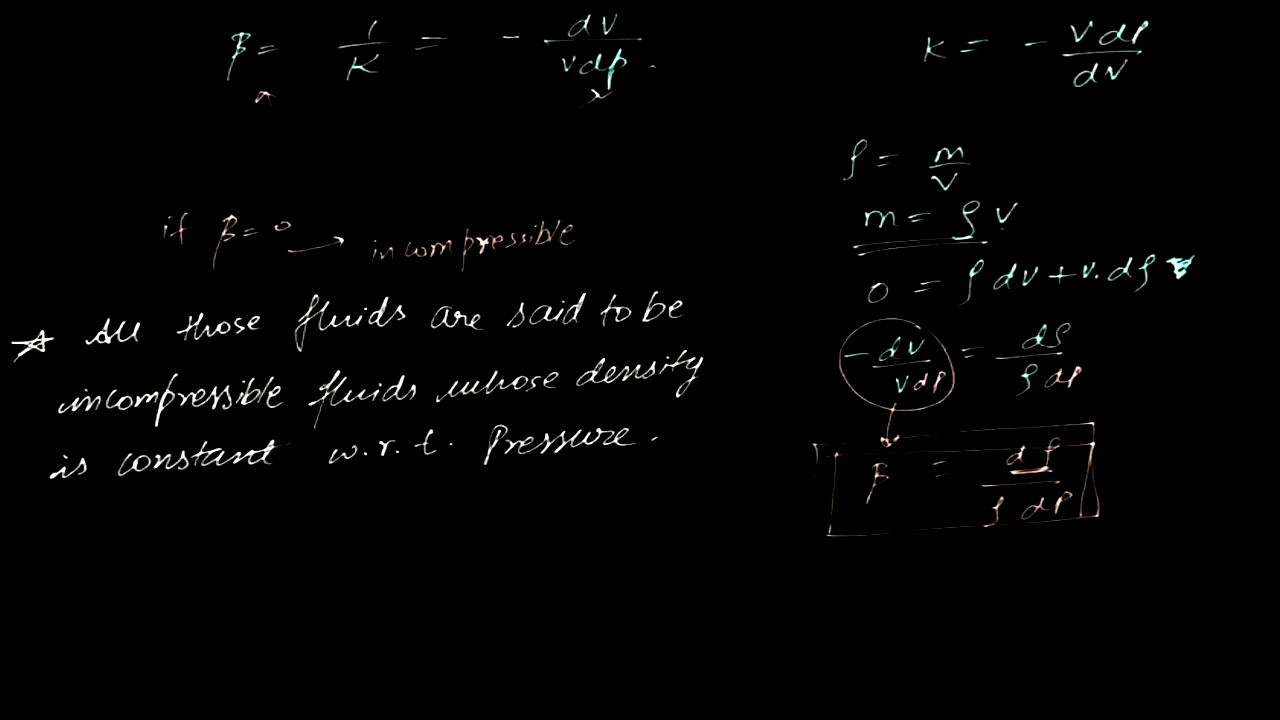 β = 1/K = - dV/Vdp.
K = - Vdp/dV
ρ = m/V
m = ρV
if β = 0 → incompressible
0 = ρdV + V.dρ
☆ All those fluids are said to be
incompressible fluids whose density
is constant w.r.t. Pressure.
- dV/Vdp = dρ/ρdp
β = dρ/ρdp